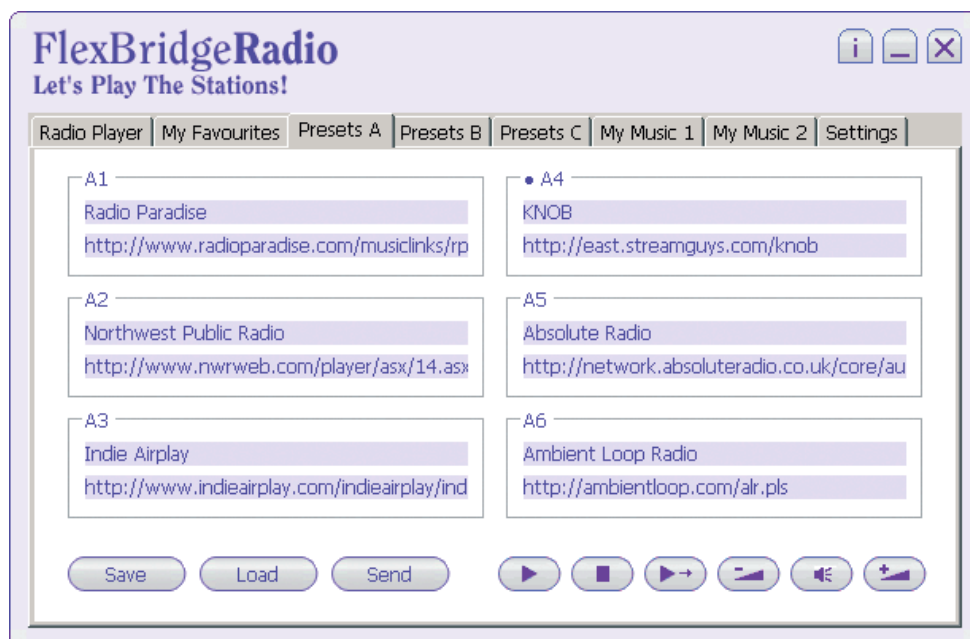 FlexBridgeRadio
Let's Play The Stations!
i
Radio Player My Favourites Presets A Presets B Presets C My Music 1 My Music 2 Settings
A1
Radio Paradise
http://www.radioparadise.com/musiclinks/rp
A2
Northwest Public Radio
http://www.nwrweb.com/player/asx/14.asx
A3
Indie Airplay
http://www.indieairplay.com/indieairplay/ind
• A4
KNOB
http://east.streamguys.com/knob
A5
Absolute Radio
http://network.absoluteradio.co.uk/core/au
A6
Ambient Loop Radio
http://ambientloop.com/alr.pls
Save Load Send